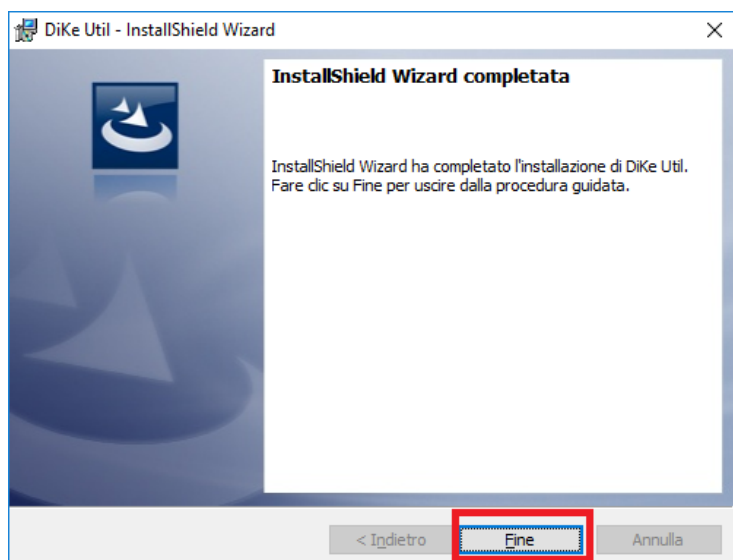 DiKe Util - InstallShield Wizard
InstallShield Wizard completata
InstallShield Wizard ha completato l'installazione di DiKe Util.
Fare clic su Fine per uscire dalla procedura guidata.
< Indietro
Fine
Annulla